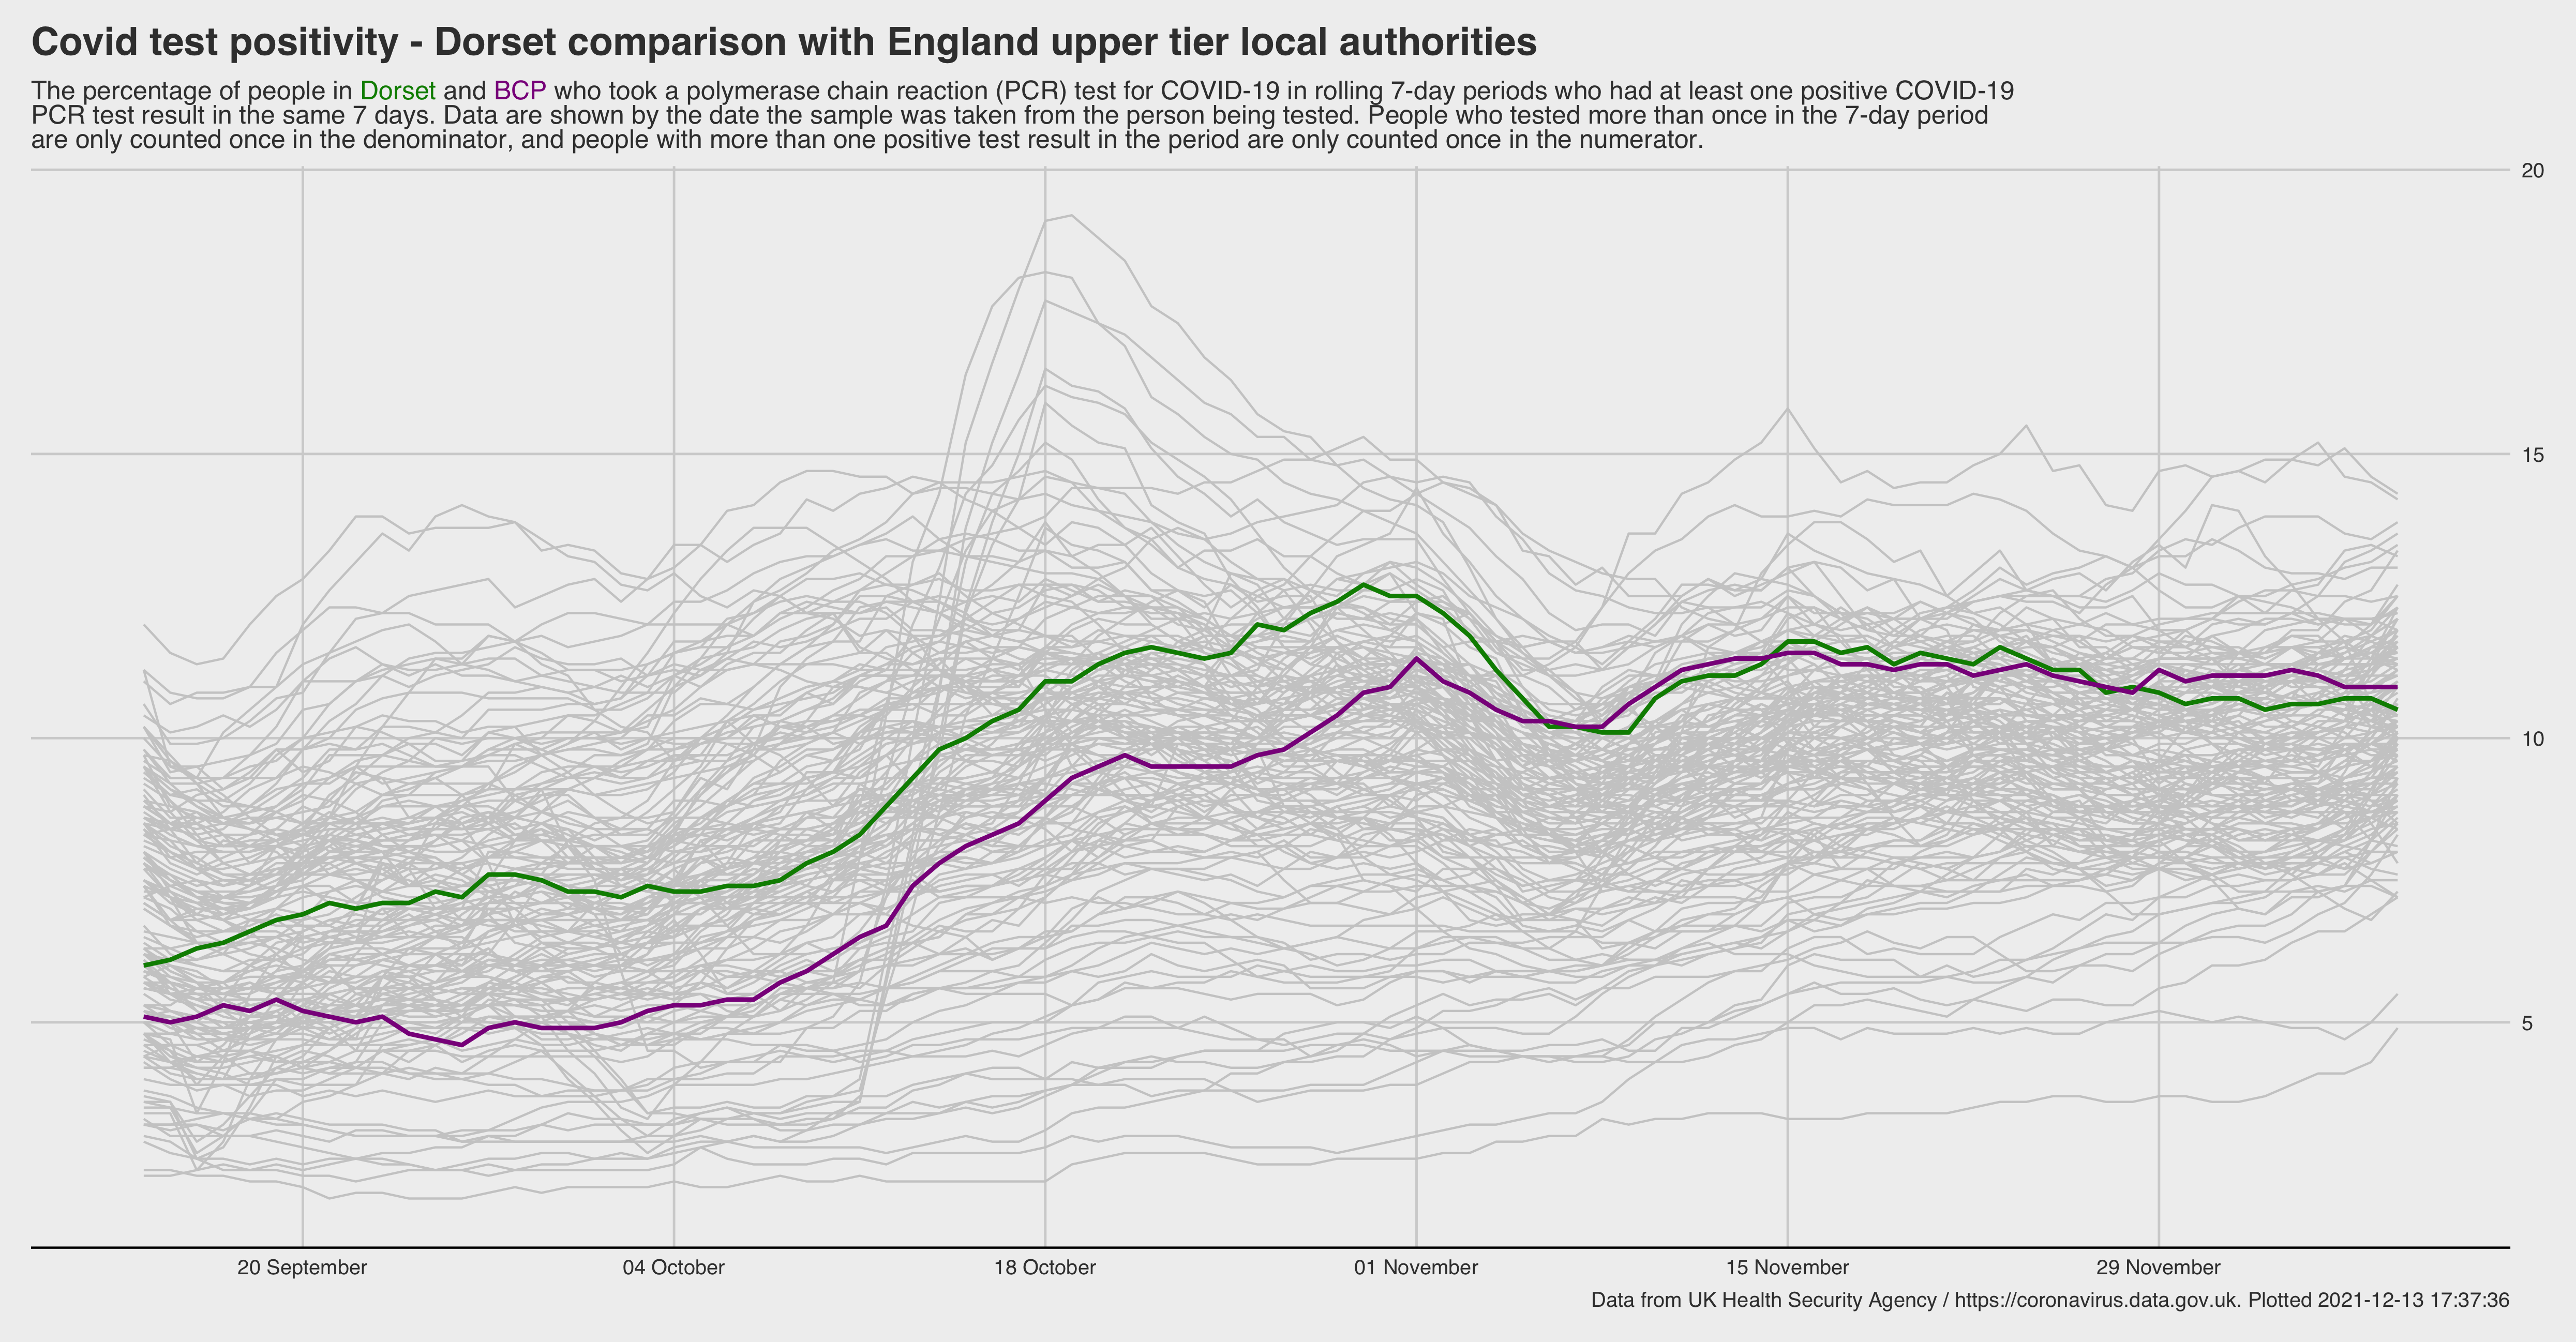 Covid test positivity - Dorset comparison with England upper tier local authorities
The percentage of people in Dorset and BCP who took a polymerase chain reaction (PCR) test for COVID-19 in rolling 7-day periods who had at least one positive COVID-19
PCR test result in the same 7 days. Data are shown by the date the sample was taken from the person being tested. People who tested more than once in the 7-day period
are only counted once in the denominator, and people with more than one positive test result in the period are only counted once in the numerator.
20
15
10
5
20 September 04 October 18 October 01 November 15 November 29 November
Data from UK Health Security Agency / https://coronavirus.data.gov.uk. Plotted 2021-12-13 17:37:36